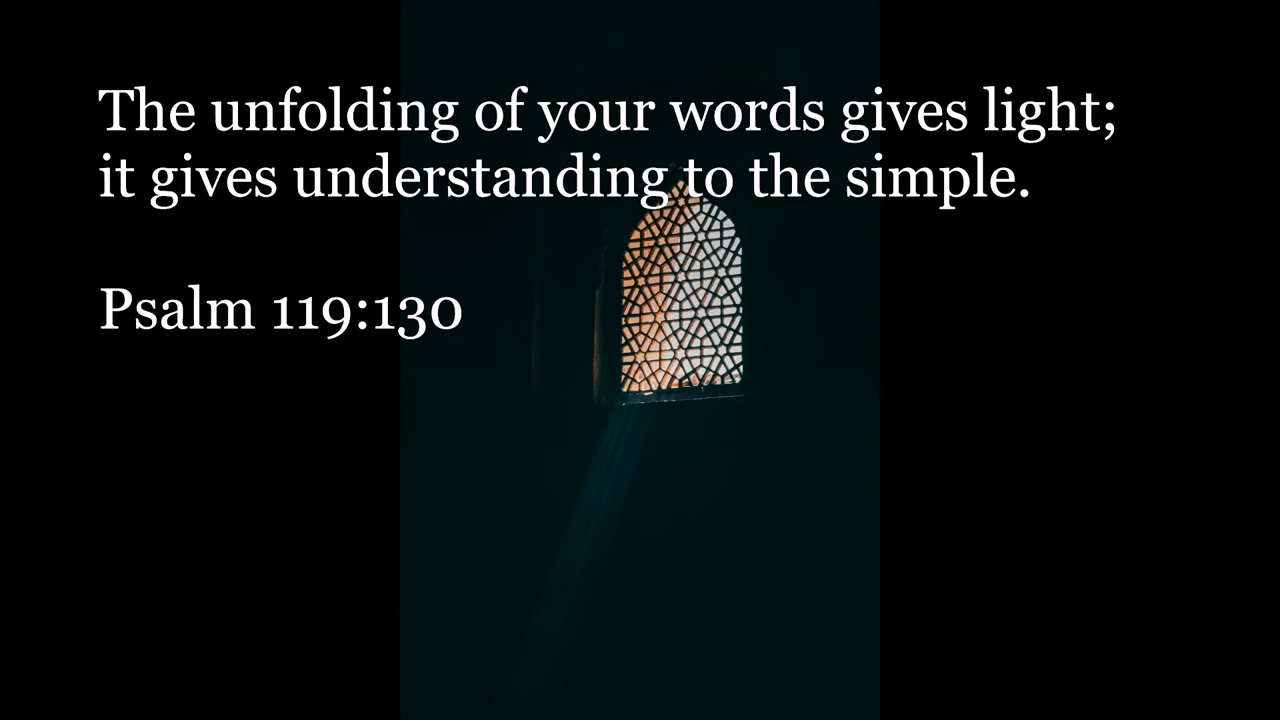 The unfolding of your words gives light;
it gives understanding to the simple.
Psalm 119:130